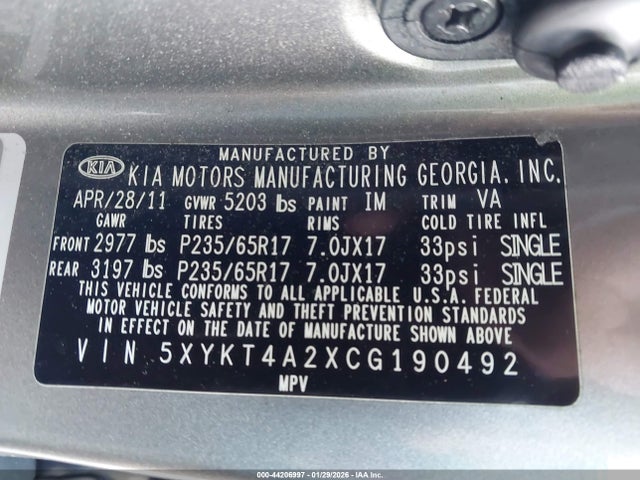 MANUFACTURED BY
KIA KIA MOTORS MANUFACTURING GEORGIA, INC.
APR/28/11 GVWR 5203 lbs PAINT IM TRIM VA
GAWR TIRES RIMS COLD TIRE INFL
FRONT 2977 lbs P235/65R17 7.0JX17 33psi SINGLE
REAR 3197 lbs P235/65R17 7.0JX17 33psi SINGLE
THIS VEHICLE CONFORMS TO ALL APPLICABLE U.S.A. FEDERAL
MOTOR VEHICLE SAFETY AND THEFT PREVENTION STANDARDS
IN EFFECT ON THE DATE OF MANUFACTURE SHOWN ABOVE
VIN 5XYKT4A2XCG190492
MPV
000-44206997 01/29/2026 IAA Inc. Copyright